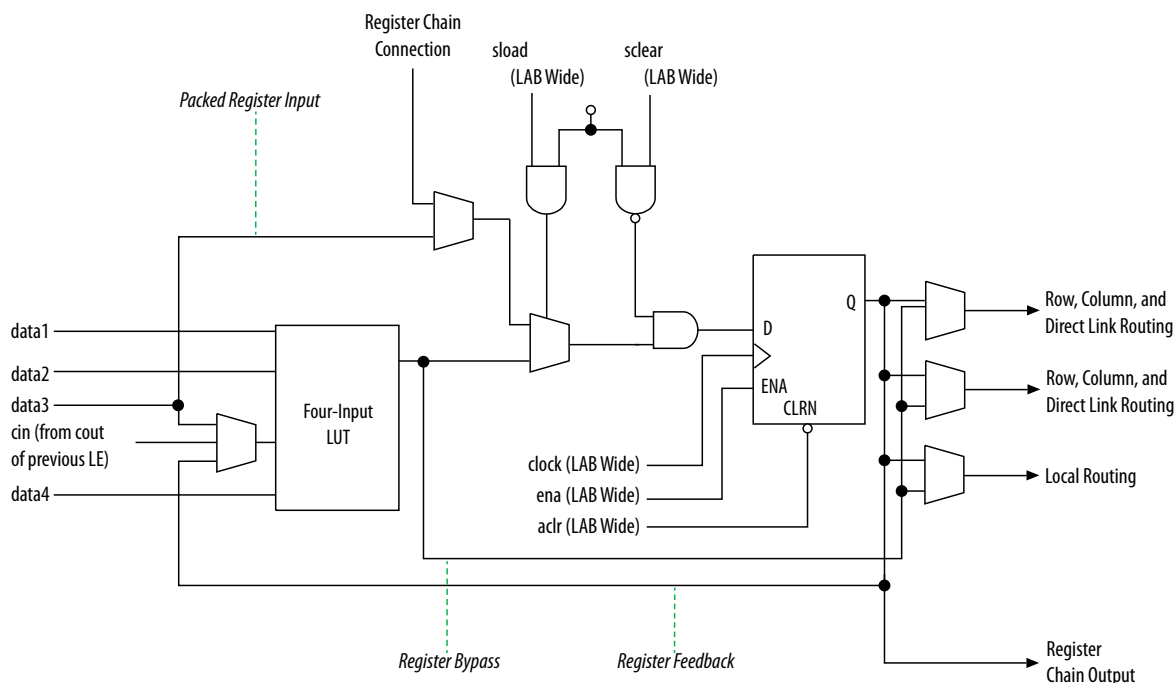 Register Chain
Connection
sload
(LAB Wide)
sclear
(LAB Wide)
Packed Register Input
data1
data2
data3
cin (from cout
of previous LE)
data4
Four-Input
LUT
D
Q
ENA
CLRN
clock (LAB Wide)
ena (LAB Wide)
aclr (LAB Wide)
Row, Column, and
Direct Link Routing
Row, Column, and
Direct Link Routing
Local Routing
Register Bypass
Register Feedback
Register
Chain Output